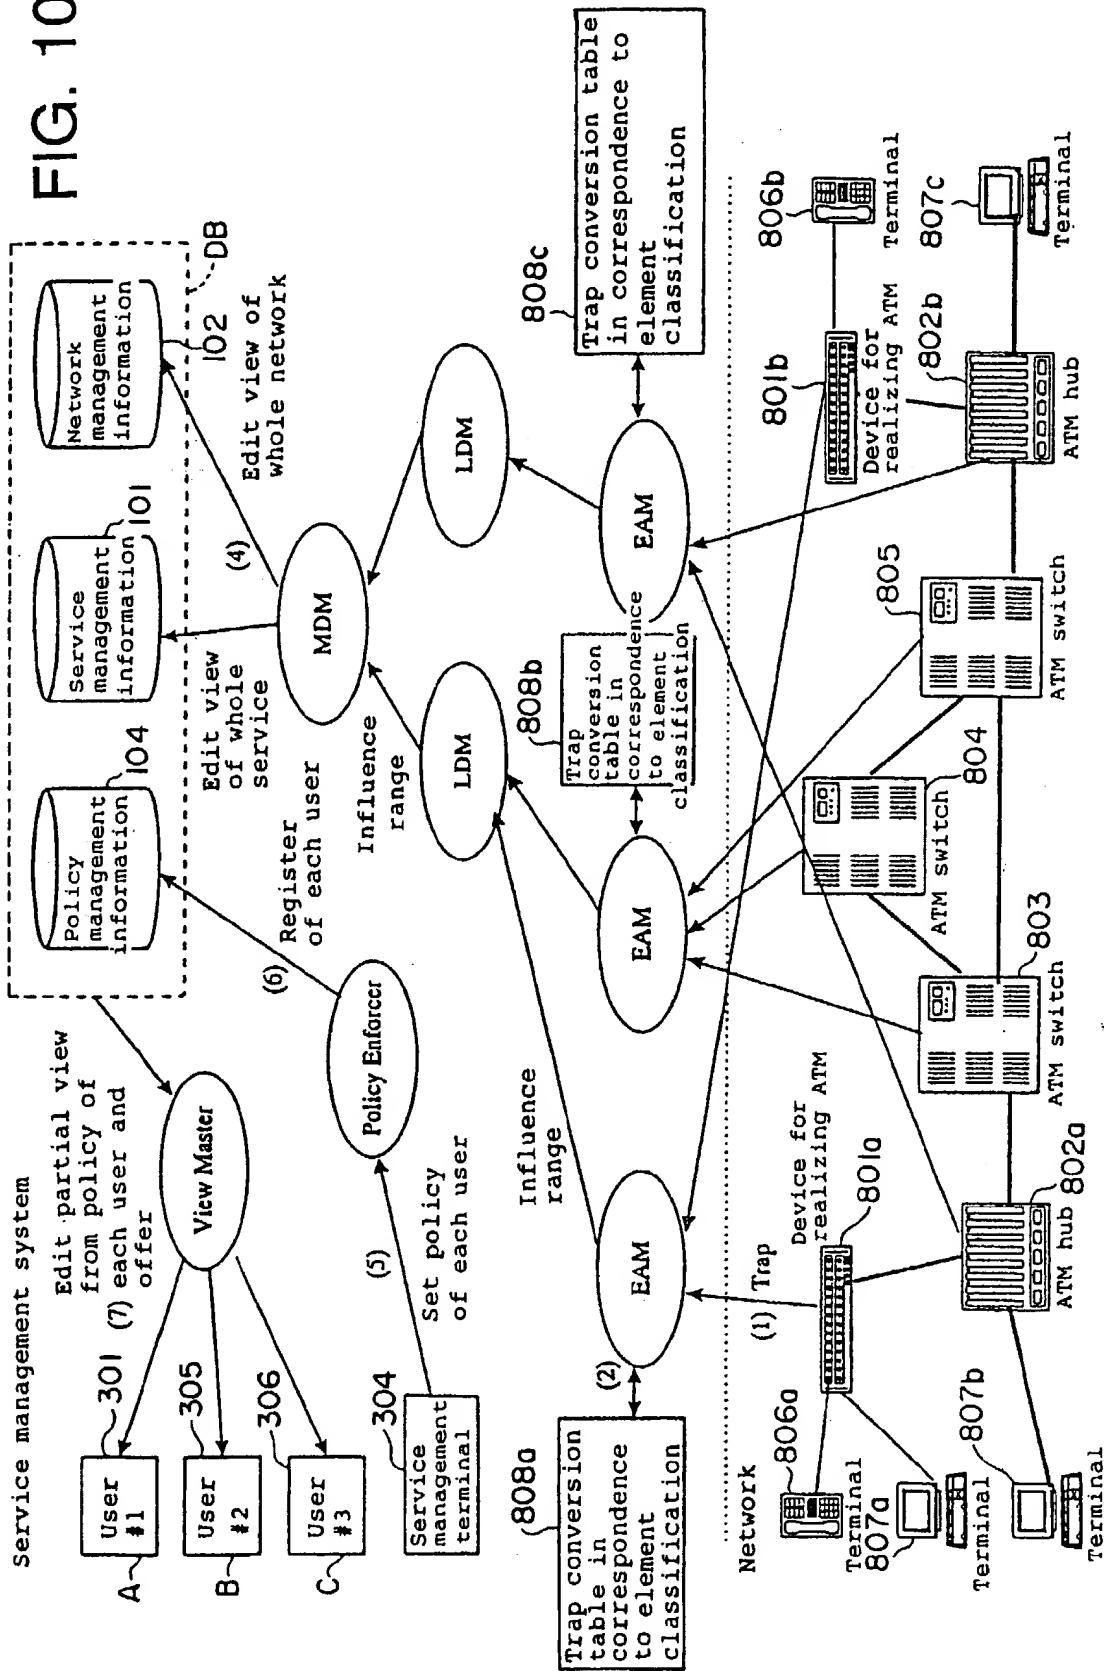 FIG. 10
Service management system
DB
Policy
management
information
104
Service
management
information
101
Network
management
information
102
User
#1
301
A
User
#2
305
B
User
#3
306
C
Edit partial view
from policy of
(7) each user and
offer
View Master
Service
management
terminal
304
(5)
Set policy
of each user
Policy Enforcer
(6)
Register
of each user
Edit view
of whole
service
(4)
Edit view of
whole network
MDM
Influence
range
LDM
LDM
Influence
range
808a
Trap conversion
table in
correspondence
to element
classification
(2)
EAM
EAM
808b
Trap
conversion
table in
correspondence
to element
classification
EAM
808c
Trap conversion table
in correspondence to
element
classification
Network
(1) Trap
806a
Terminal
807a
Terminal
807b
Terminal
Device for
realizing ATM
801a
802a
ATM hub
803
ATM switch
804
ATM switch
805
ATM switch
801b
Device for
realizing ATM
802b
ATM hub
806b
Terminal
807c
Terminal